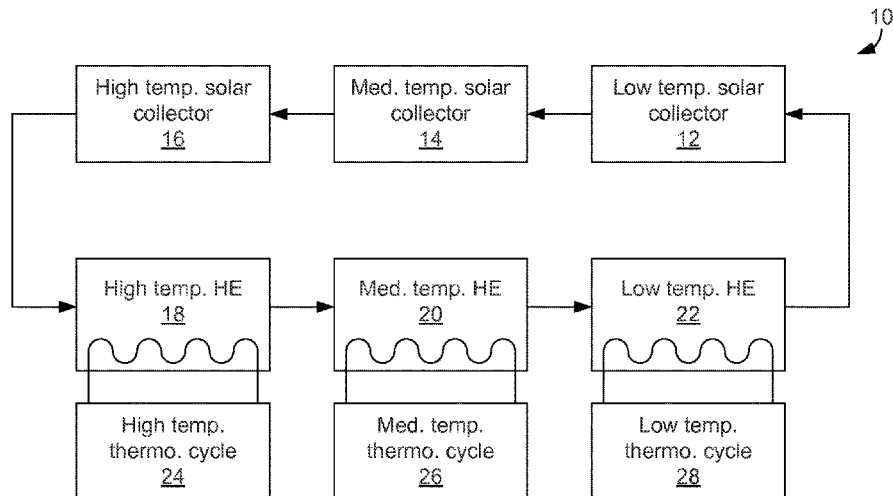 10
High temp. solar
collector
16
Med. temp. solar
collector
14
Low temp. solar
collector
12
High temp. HE
18
Med. temp. HE
20
Low temp. HE
22
High temp.
thermo. cycle
24
Med. temp.
thermo. cycle
26
Low temp.
thermo. cycle
28